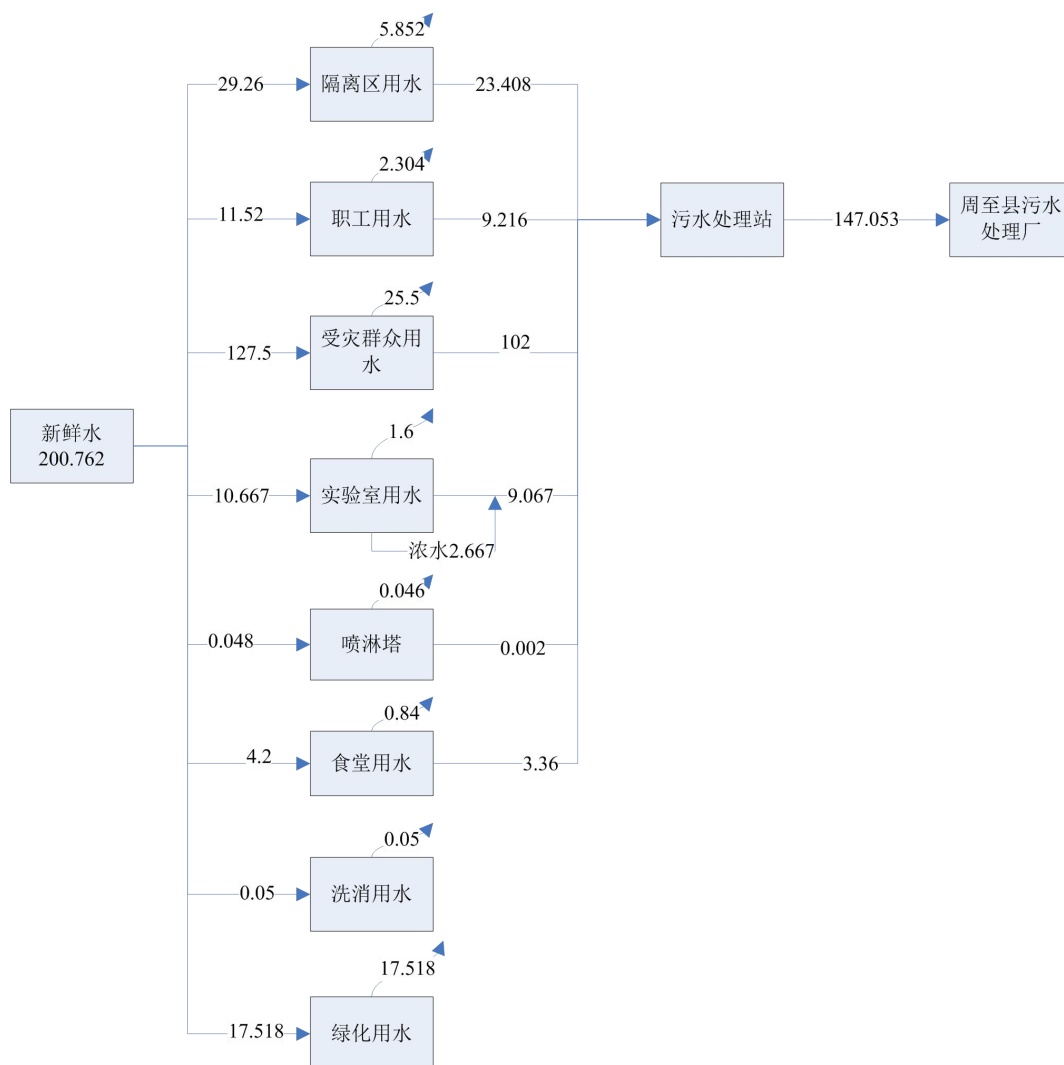 5.852
29.26
隔离区用水
23.408
2.304
11.52
职工用水
9.216
污水处理站
147.053
周至县污水
处理厂
25.5
127.5
受灾群众用
水
102
新鲜水
200.762
1.6
10.667
实验室用水
9.067
浓水2.667
0.046
0.048
喷淋塔
0.002
0.84
4.2
食堂用水
3.36
0.05
0.05
洗消用水
17.518
17.518
绿化用水